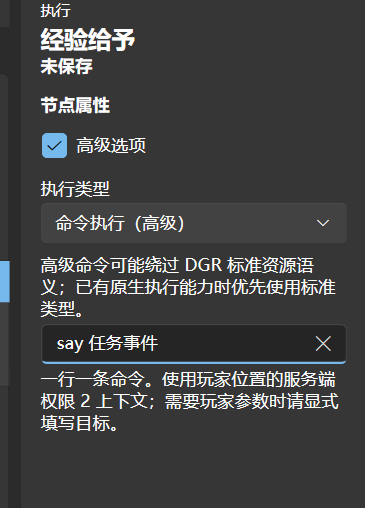 执行
经验给予
未保存
节点属性
高级选项
执行类型
命令执行（高级）
高级命令可能绕过 DGR 标准资源语
义；已有原生执行能力时优先使用标准
类型。
say 任务事件
一行一条命令。使用玩家位置的服务端
权限 2 上下文；需要玩家参数时请显式
填写目标。